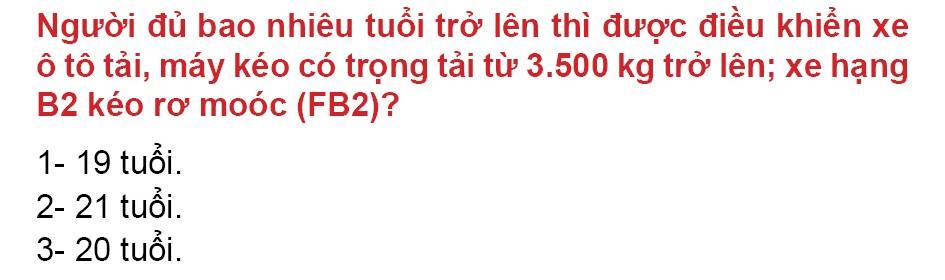 Người đủ bao nhiêu tuổi trở lên thì được điều khiển xe
ô tô tải, máy kéo có trọng tải từ 3.500 kg trở lên; xe hạng
B2 kéo rơ moóc (FB2)?
1- 19 tuổi.
2- 21 tuổi.
3- 20 tuổi.